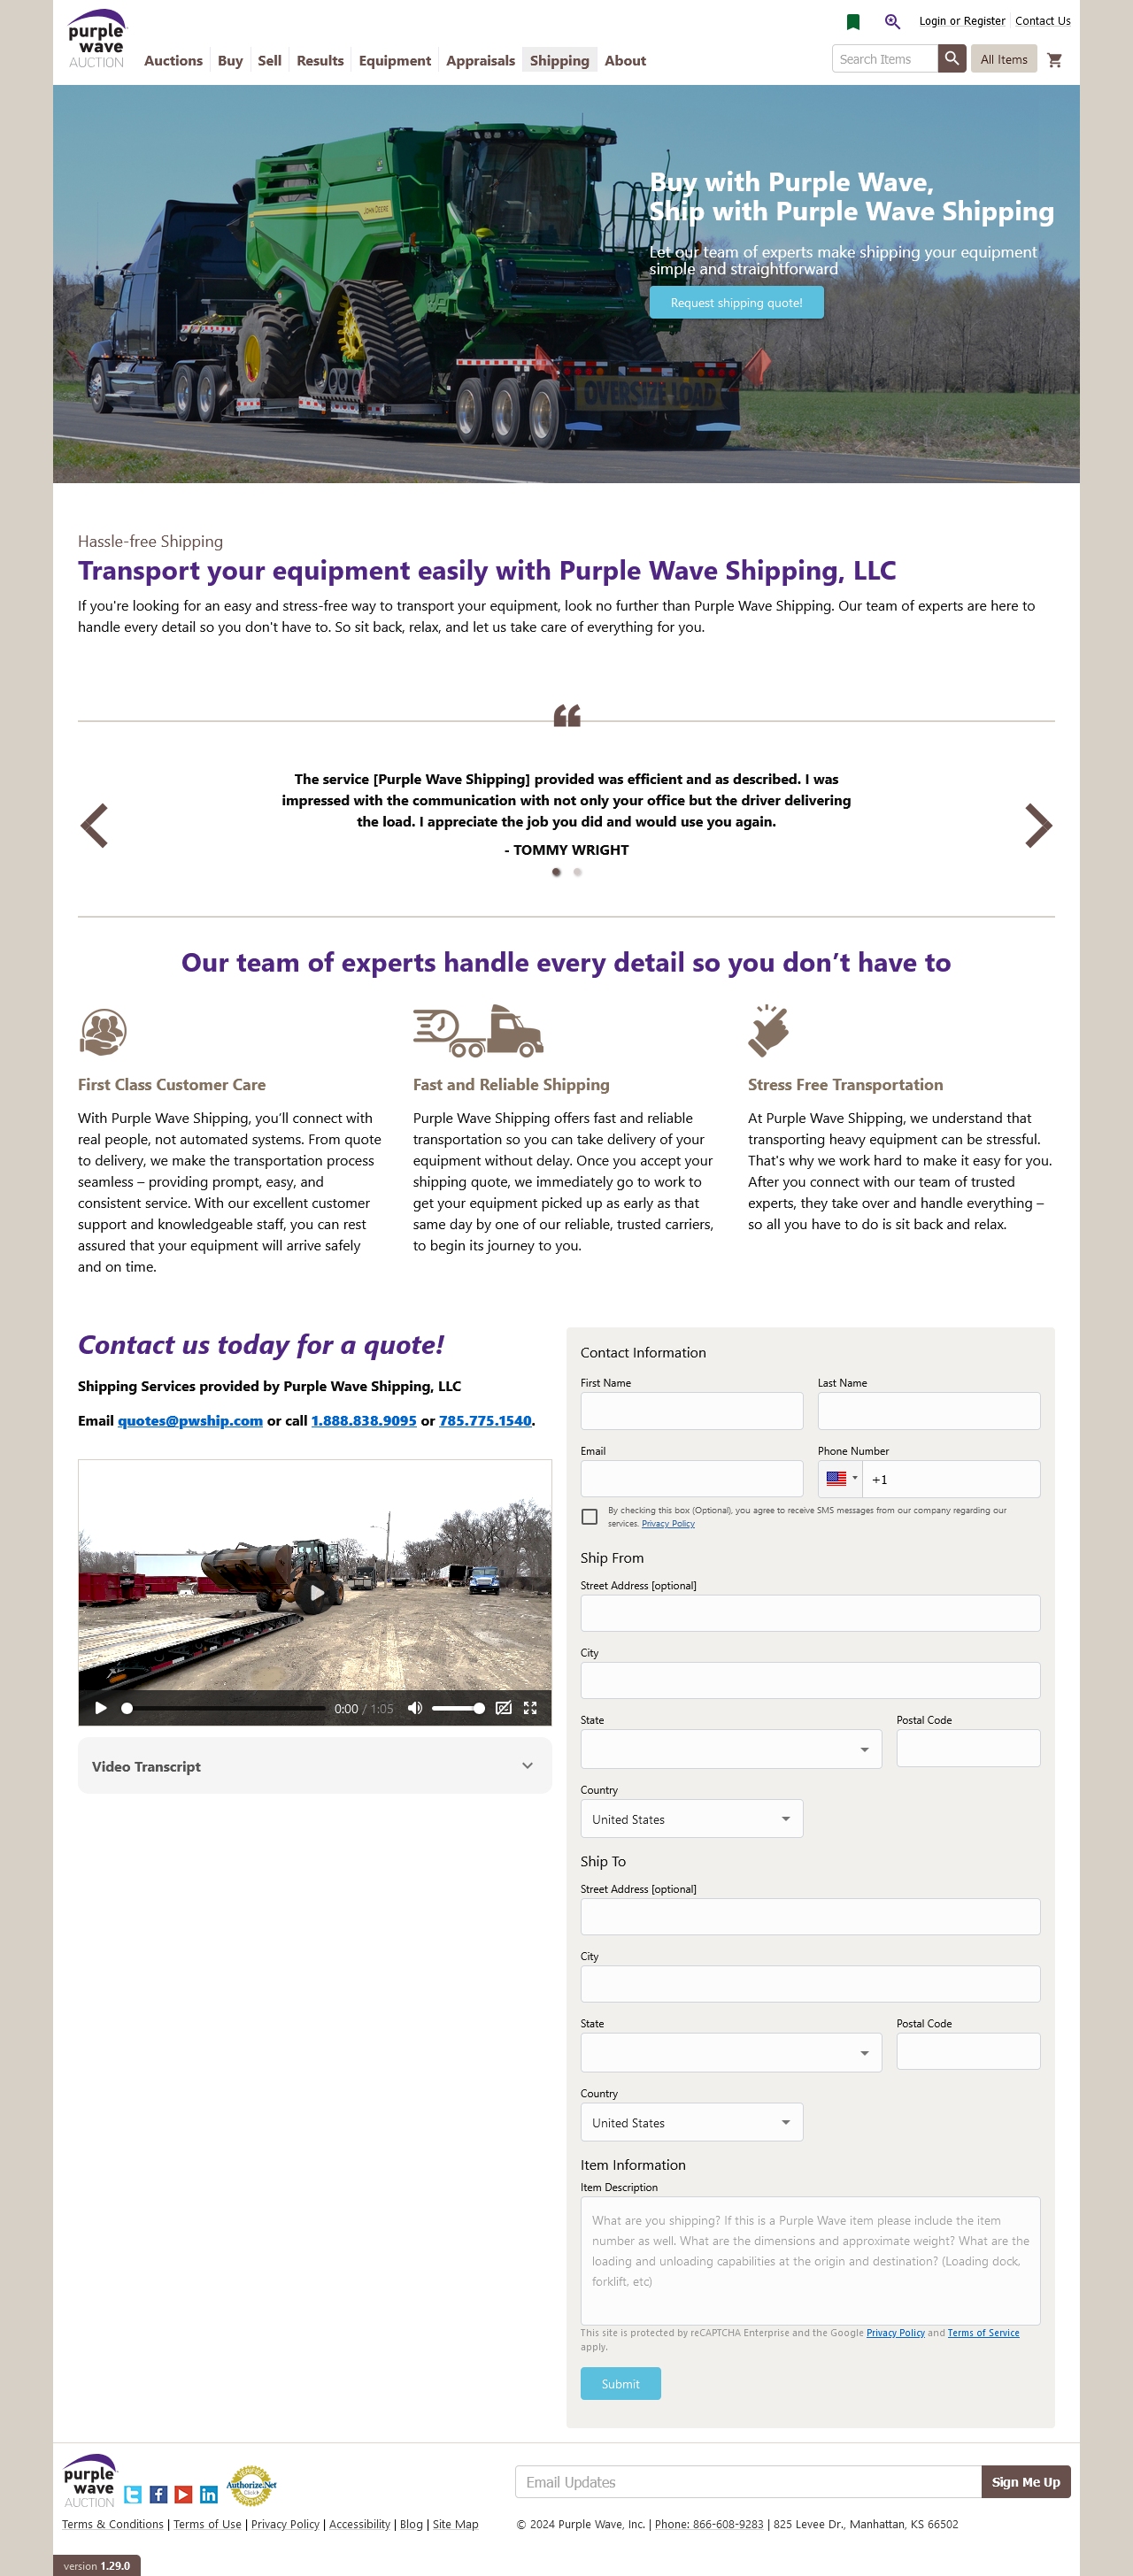 purple
wave
AUCTION
Login or Register
Contact Us
Auctions
Buy
Sell
Results
Equipment
Appraisals
Shipping
About
Search Items
All Items
JOHN DEERE
Buy with Purple Wave,
Ship with Purple Wave Shipping
Let our team of experts make shipping your equipment
simple and straightforward
Request shipping quote!
OVERSIZE LOAD
Hassle-free Shipping
Transport your equipment easily with Purple Wave Shipping, LLC
If you're looking for an easy and stress-free way to transport your equipment, look no further than Purple Wave Shipping. Our team of experts are here to
handle every detail so you don't have to. So sit back, relax, and let us take care of everything for you.
The service [Purple Wave Shipping] provided was efficient and as described. I was
impressed with the communication with not only your office but the driver delivering
the load. I appreciate the job you did and would use you again.
- TOMMY WRIGHT
Our team of experts handle every detail so you don’t have to
First Class Customer Care
With Purple Wave Shipping, you’ll connect with
real people, not automated systems. From quote
to delivery, we make the transportation process
seamless – providing prompt, easy, and
consistent service. With our excellent customer
support and knowledgeable staff, you can rest
assured that your equipment will arrive safely
and on time.
Fast and Reliable Shipping
Purple Wave Shipping offers fast and reliable
transportation so you can take delivery of your
equipment without delay. Once you accept your
shipping quote, we immediately go to work to
get your equipment picked up as early as that
same day by one of our reliable, trusted carriers,
to begin its journey to you.
Stress Free Transportation
At Purple Wave Shipping, we understand that
transporting heavy equipment can be stressful.
That's why we work hard to make it easy for you.
After you connect with our team of trusted
experts, they take over and handle everything –
so all you have to do is sit back and relax.
Contact us today for a quote!
Shipping Services provided by Purple Wave Shipping, LLC
Email quotes@pwship.com or call 1.888.838.9095 or 785.775.1540.
0:00 / 1:05
Video Transcript
Contact Information
First Name
Last Name
Email
Phone Number
+1
By checking this box (Optional), you agree to receive SMS messages from our company regarding our
services. Privacy Policy
Ship From
Street Address [optional]
City
State
Postal Code
Country
United States
Ship To
Street Address [optional]
City
State
Postal Code
Country
United States
Item Information
Item Description
What are you shipping? If this is a Purple Wave item please include the item
number as well. What are the dimensions and approximate weight? What are the
loading and unloading capabilities at the origin and destination? (Loading dock,
forklift, etc)
This site is protected by reCAPTCHA Enterprise and the Google Privacy Policy and Terms of Service
apply.
Submit
purple
wave
AUCTION
Authorize.Net
Click
Email Updates
Sign Me Up
Terms & Conditions | Terms of Use | Privacy Policy | Accessibility | Blog | Site Map
© 2024 Purple Wave, Inc. | Phone: 866-608-9283 | 825 Levee Dr., Manhattan, KS 66502
version 1.29.0